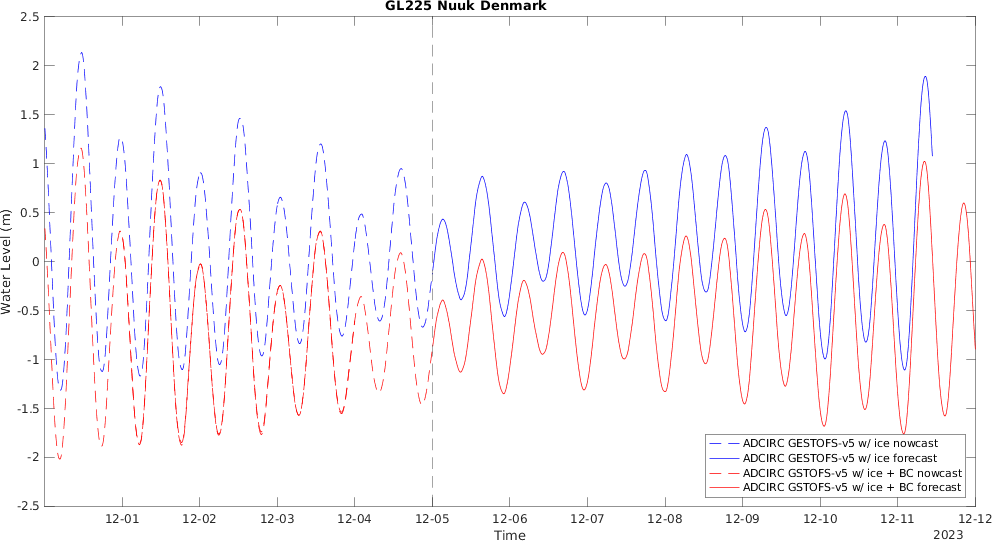 GL225 Nuuk Denmark
2.5
2
1.5
1
0.5
0
-0.5
-1
-1.5
-2
-2.5
Water Level (m)
ADCIRC GESTOFS-v5 w/ ice nowcast
ADCIRC GESTOFS-v5 w/ ice forecast
ADCIRC GSTOFS-v5 w/ ice + BC nowcast
ADCIRC GSTOFS-v5 w/ ice + BC forecast
12-01 12-02 12-03 12-04 12-05 12-06 12-07 12-08 12-09 12-10 12-11 12-12
Time
2023